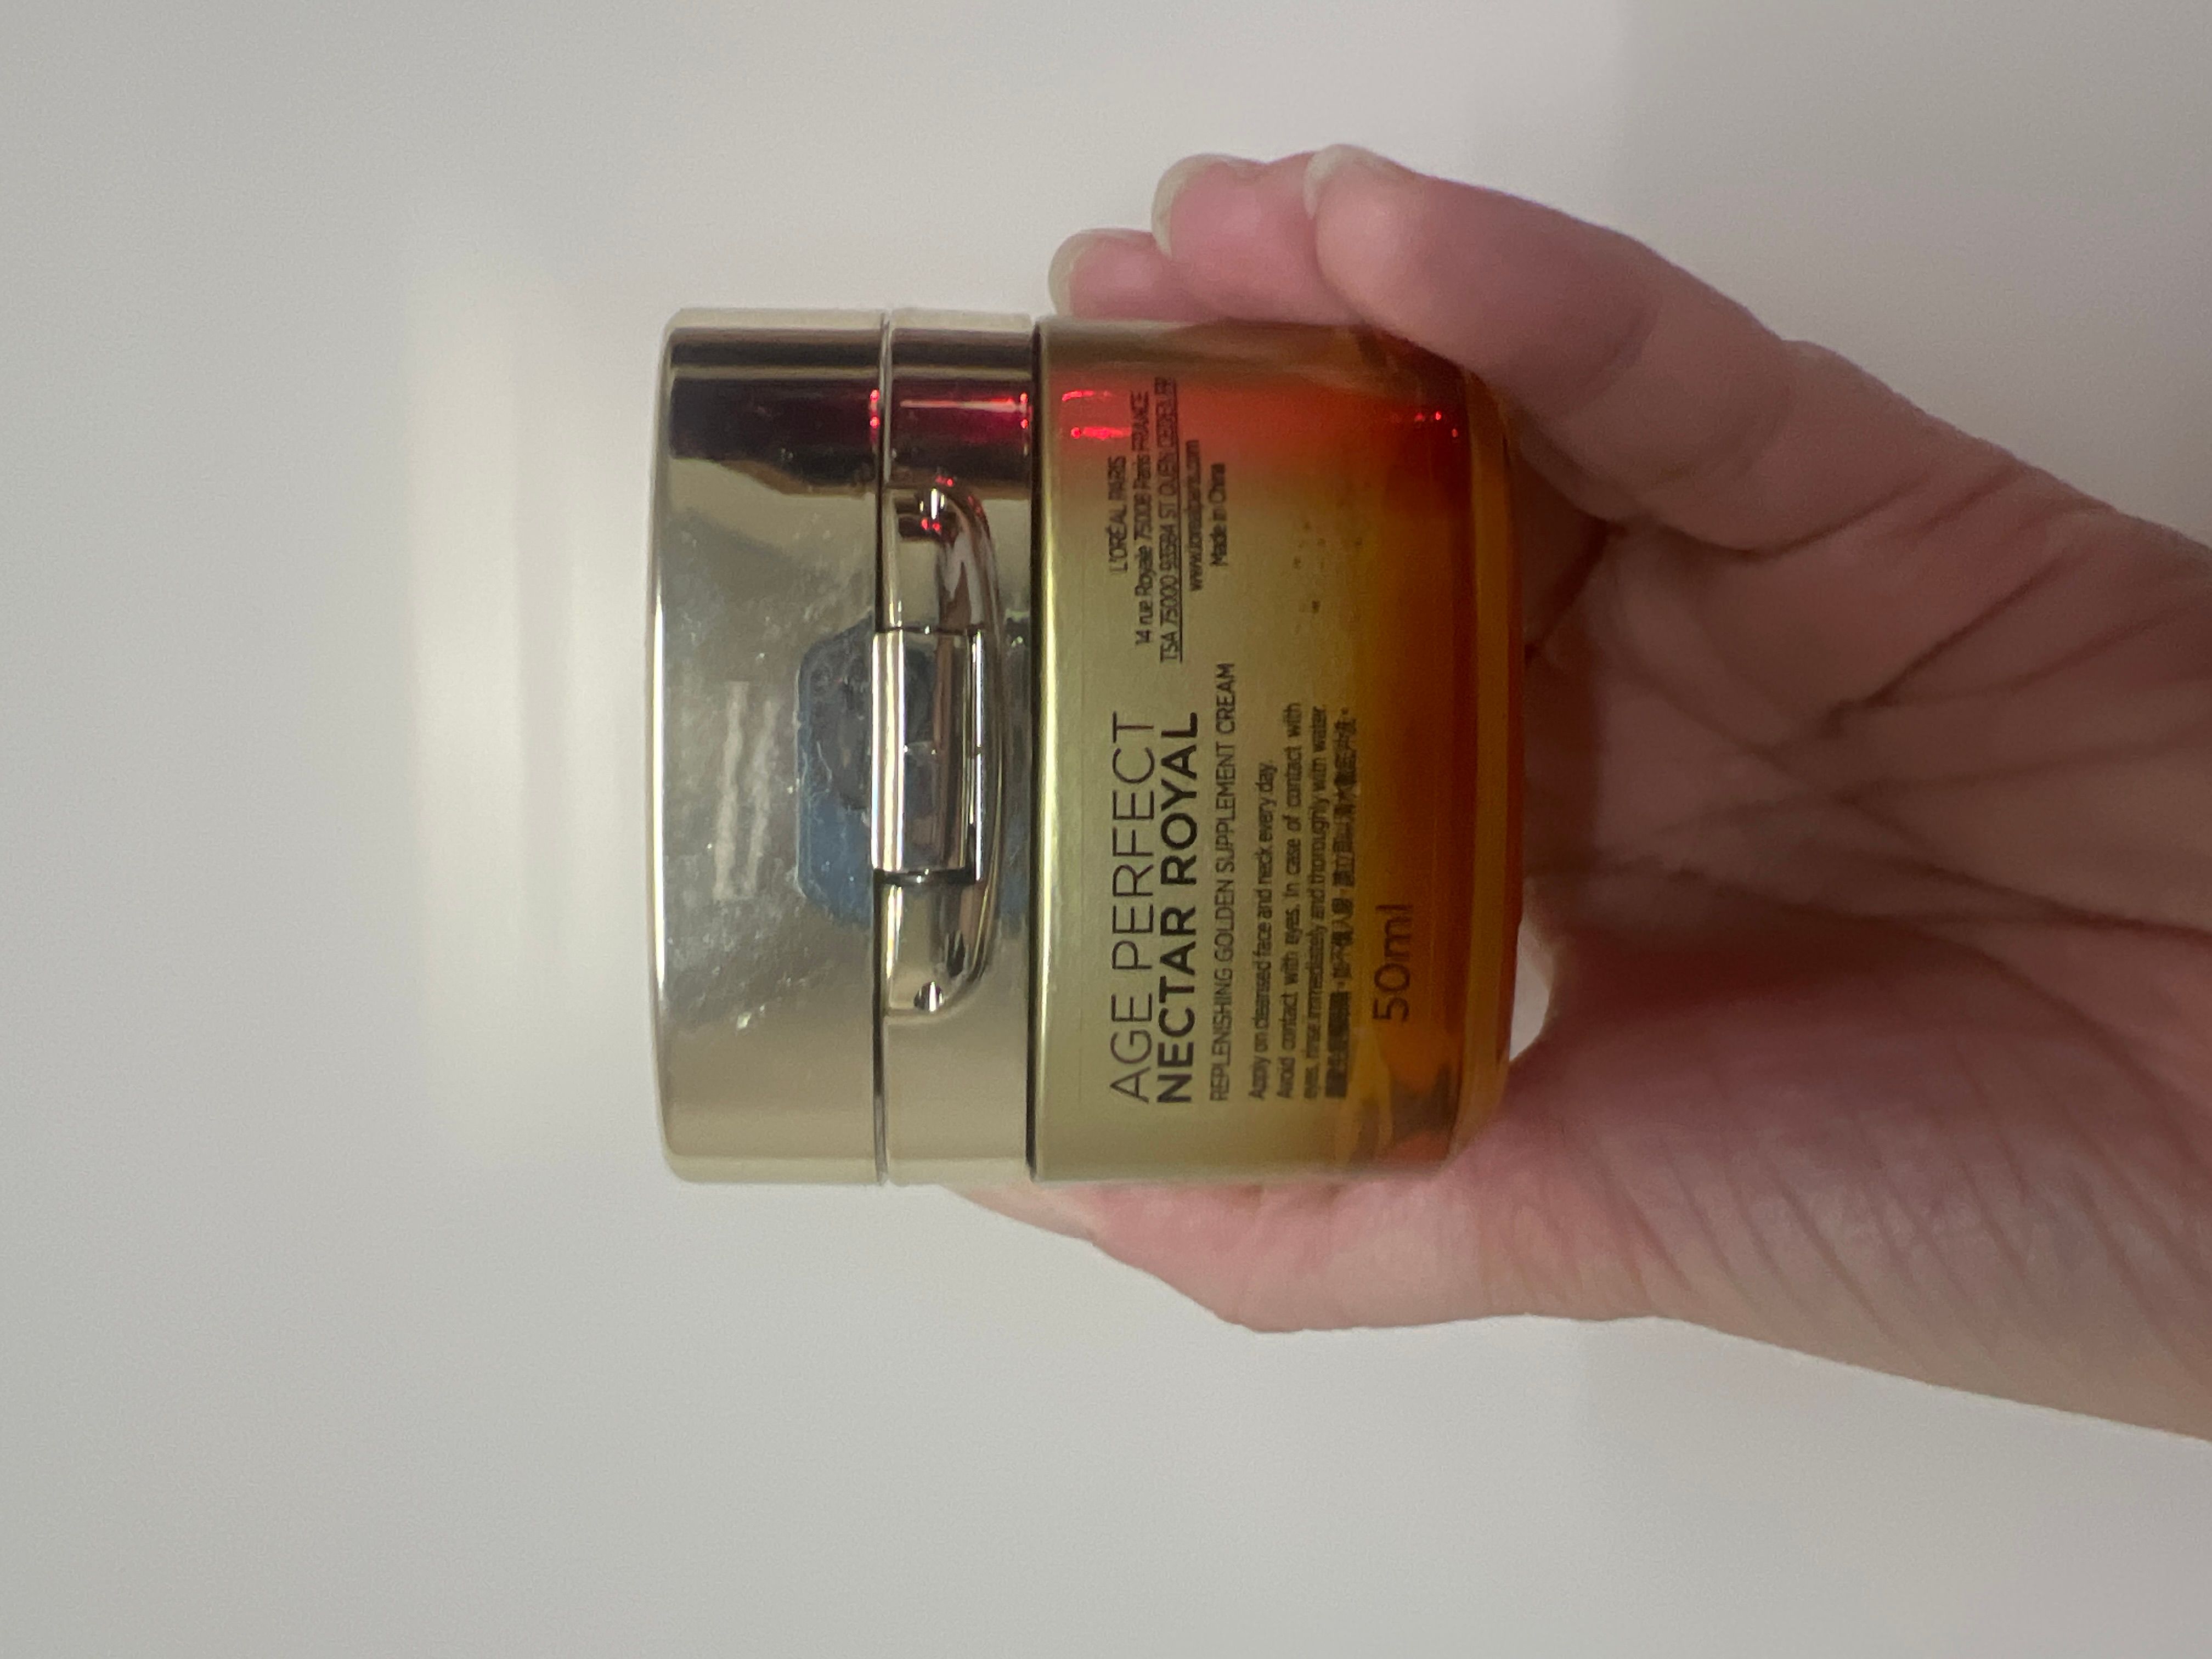 AGE PERFECT
NECTAR ROYAL
REPLENISHING GOLDEN SUPPLEMENT CREAM
Apply on cleansed face and neck every day.
Avoid contact with eyes. In case of contact with
eyes, rinse immediately and thoroughly with water.
50ml
L'ORÉAL PARIS
14 rue Royale 75008 Paris FRANCE
TSA 75000 93584 ST OUEN CEDEX FR
www.lorealparis.com
Made in China